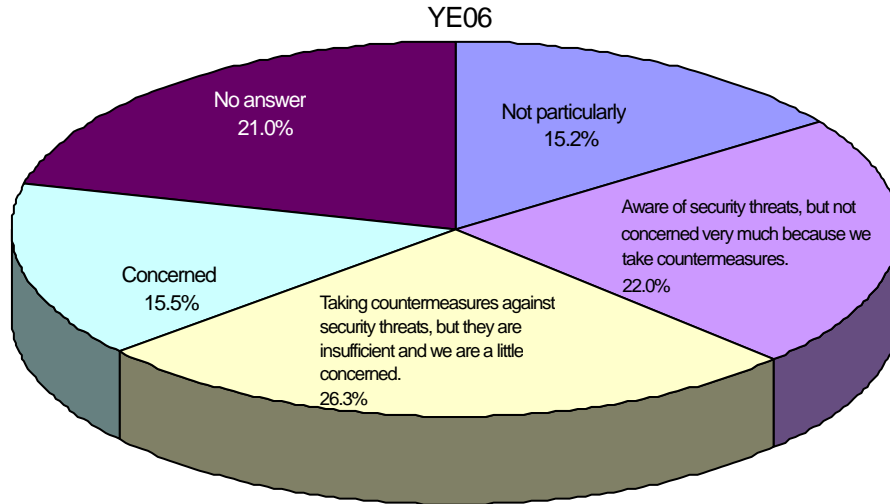 YE06
No answer
21.0%
Not particularly
15.2%
Aware of security threats, but not
concerned very much because we
take countermeasures.
22.0%
Concerned
15.5%
Taking countermeasures against
security threats, but they are
insufficient and we are a little
concerned.
26.3%